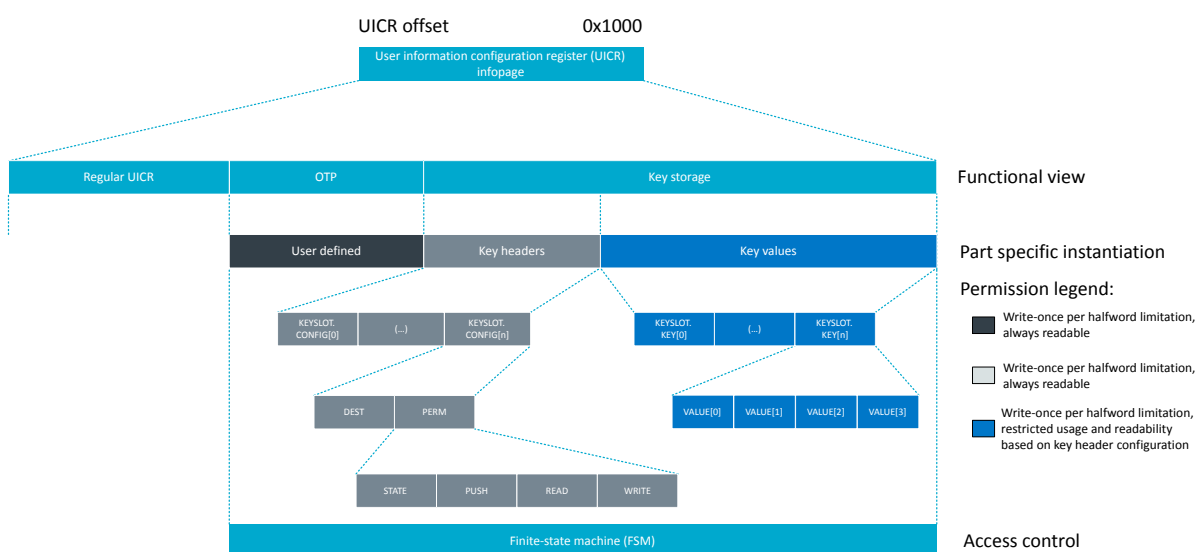 UICR offset 0x1000
User information configuration register (UICR)
infopage
Regular UICR OTP Key storage Functional view
User defined Key headers Key values Part specific instantiation
Permission legend:
KEYSLOT.
CONFIG[0]
(...)
KEYSLOT.
CONFIG[n]
KEYSLOT.
KEY[0]
(...)
KEYSLOT.
KEY[n]
Write-once per halfword limitation,
always readable
Write-once per halfword limitation,
always readable
DEST PERM VALUE[0] VALUE[1] VALUE[2] VALUE[3]
Write-once per halfword limitation,
restricted usage and readability
based on key header configuration
STATE PUSH READ WRITE
Finite-state machine (FSM) Access control